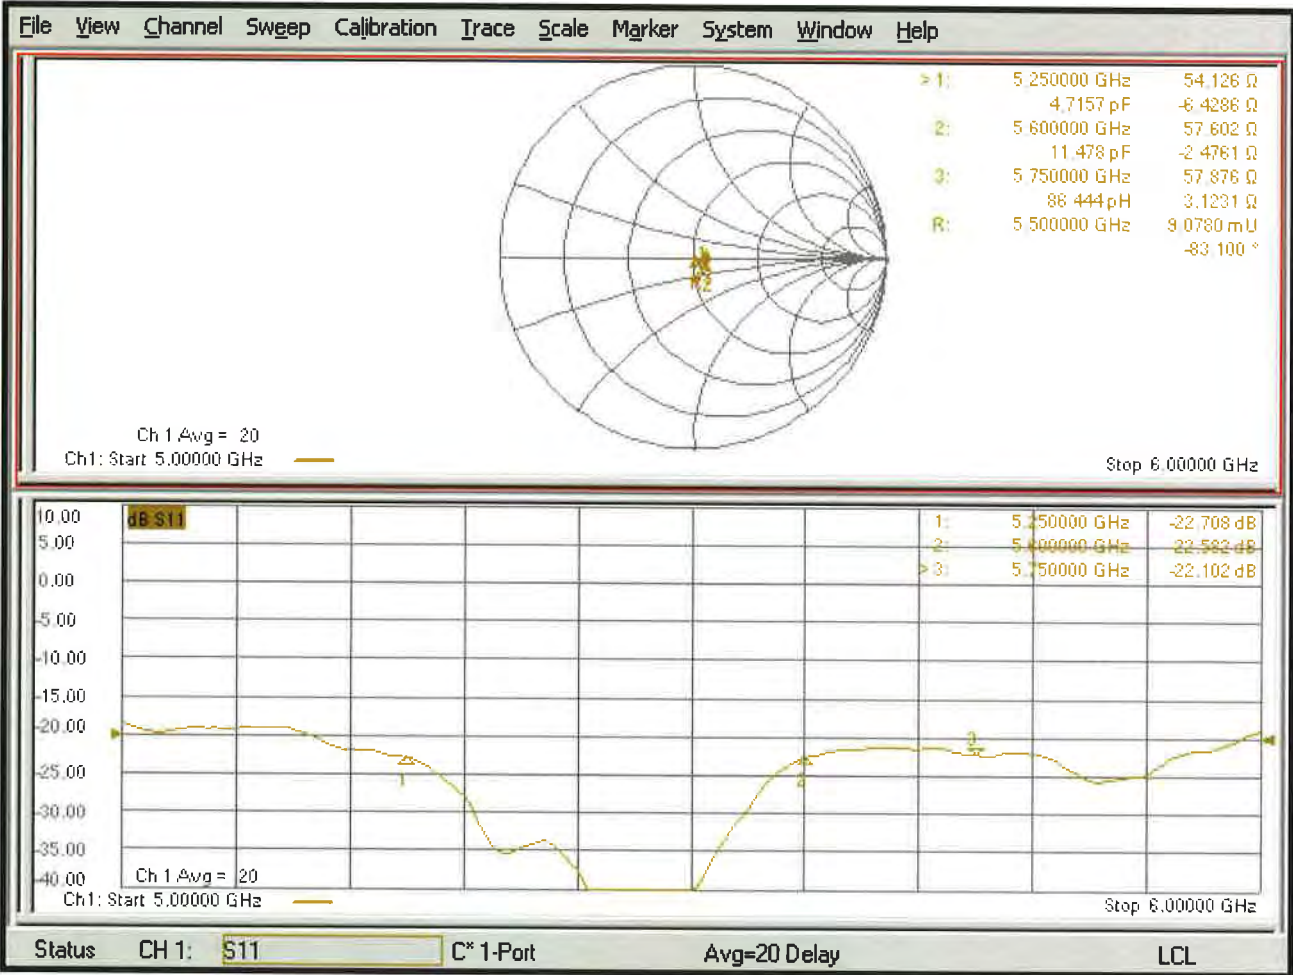 File View Channel Sweep Calibration Trace Scale Marker System Window Help
>1: 5.250000 GHz 54.126 Ω
4.7157 pF -6.4286 Ω
2: 5.600000 GHz 57.602 Ω
11.478 pF -2.4761 Ω
3: 5.750000 GHz 57.876 Ω
86.444 pH 3.1231 Ω
R: 5.500000 GHz 9.0780 mU
-83.100 °
2
Ch 1 Avg = 20
Ch1: Start 5.00000 GHz
Stop 6.00000 GHz
10.00
dB S11
1: 5.250000 GHz -22.708 dB
5.00
2: 5.600000 GHz -22.582 dB
>3: 5.750000 GHz -22.102 dB
0.00
-5.00
-10.00
-15.00
-20.00
3
-25.00
1
2
-30.00
-35.00
-40.00
Ch 1 Avg = 20
Ch1: Start 5.00000 GHz
Stop 6.00000 GHz
Status CH 1: S11 C* 1-Port Avg=20 Delay LCL